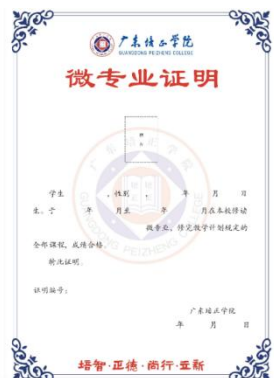 广东培正学院
GUANGDONG PEIZHENG COLLEGE
微专业证明
照
片
学生 ，性别 ， 年 月 日
生，于 年 月至 年 月在本校修读
微专业，修完教学计划规定的
全部课程，成绩合格。
特此证明。
证明编号：
广东培正学院
年 月 日
培智·正德·尚行·立新